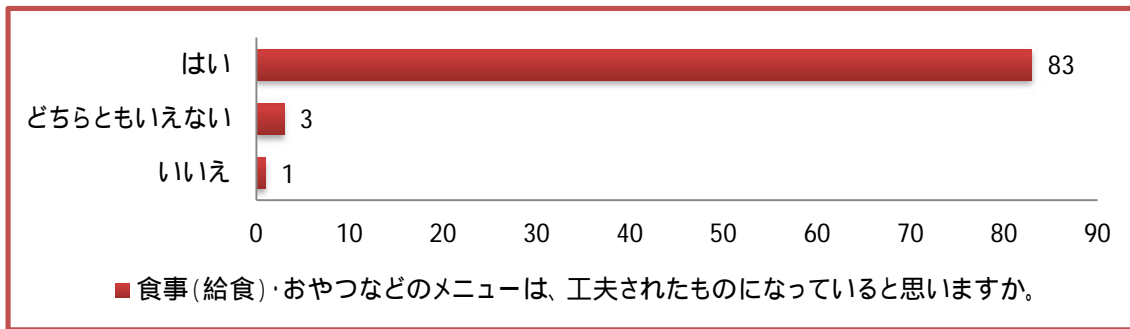 はい 83
どちらともいえない 3
いいえ 1
0 10 20 30 40 50 60 70 80 90
食事(給食)・おやつなどのメニューは、工夫されたものになっていると思いますか。